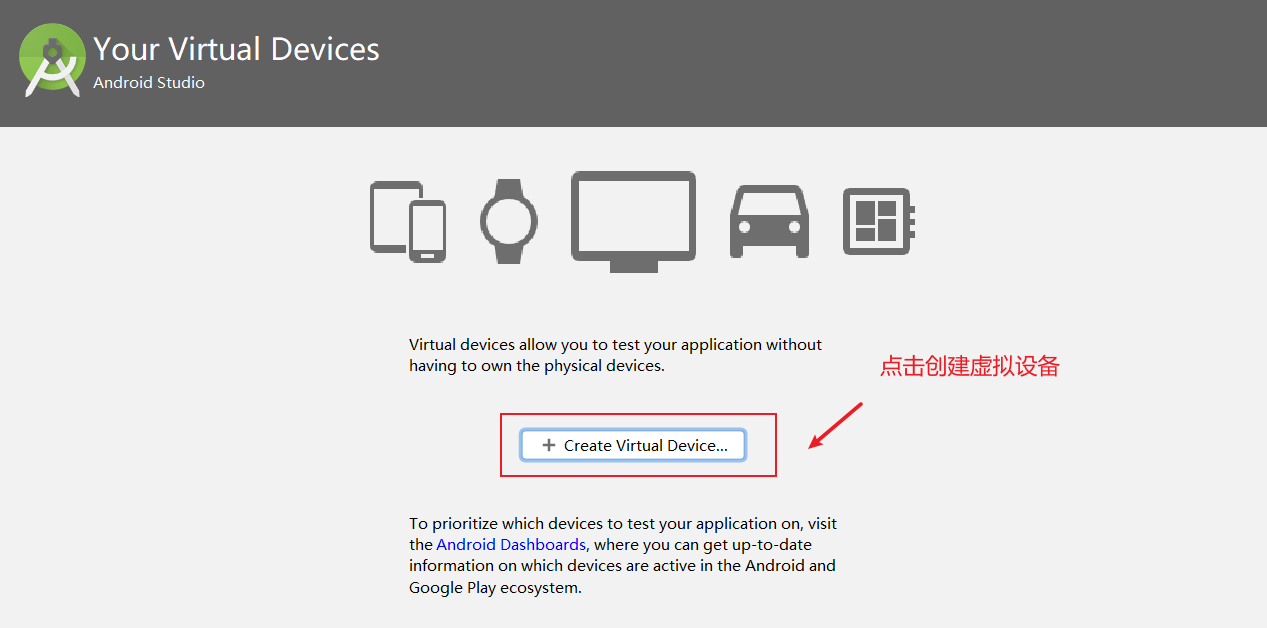 Your Virtual Devices
Android Studio
Virtual devices allow you to test your application without
having to own the physical devices.
点击创建虚拟设备
Create Virtual Device...
To prioritize which devices to test your application on, visit
the Android Dashboards, where you can get up-to-date
information on which devices are active in the Android and
Google Play ecosystem.